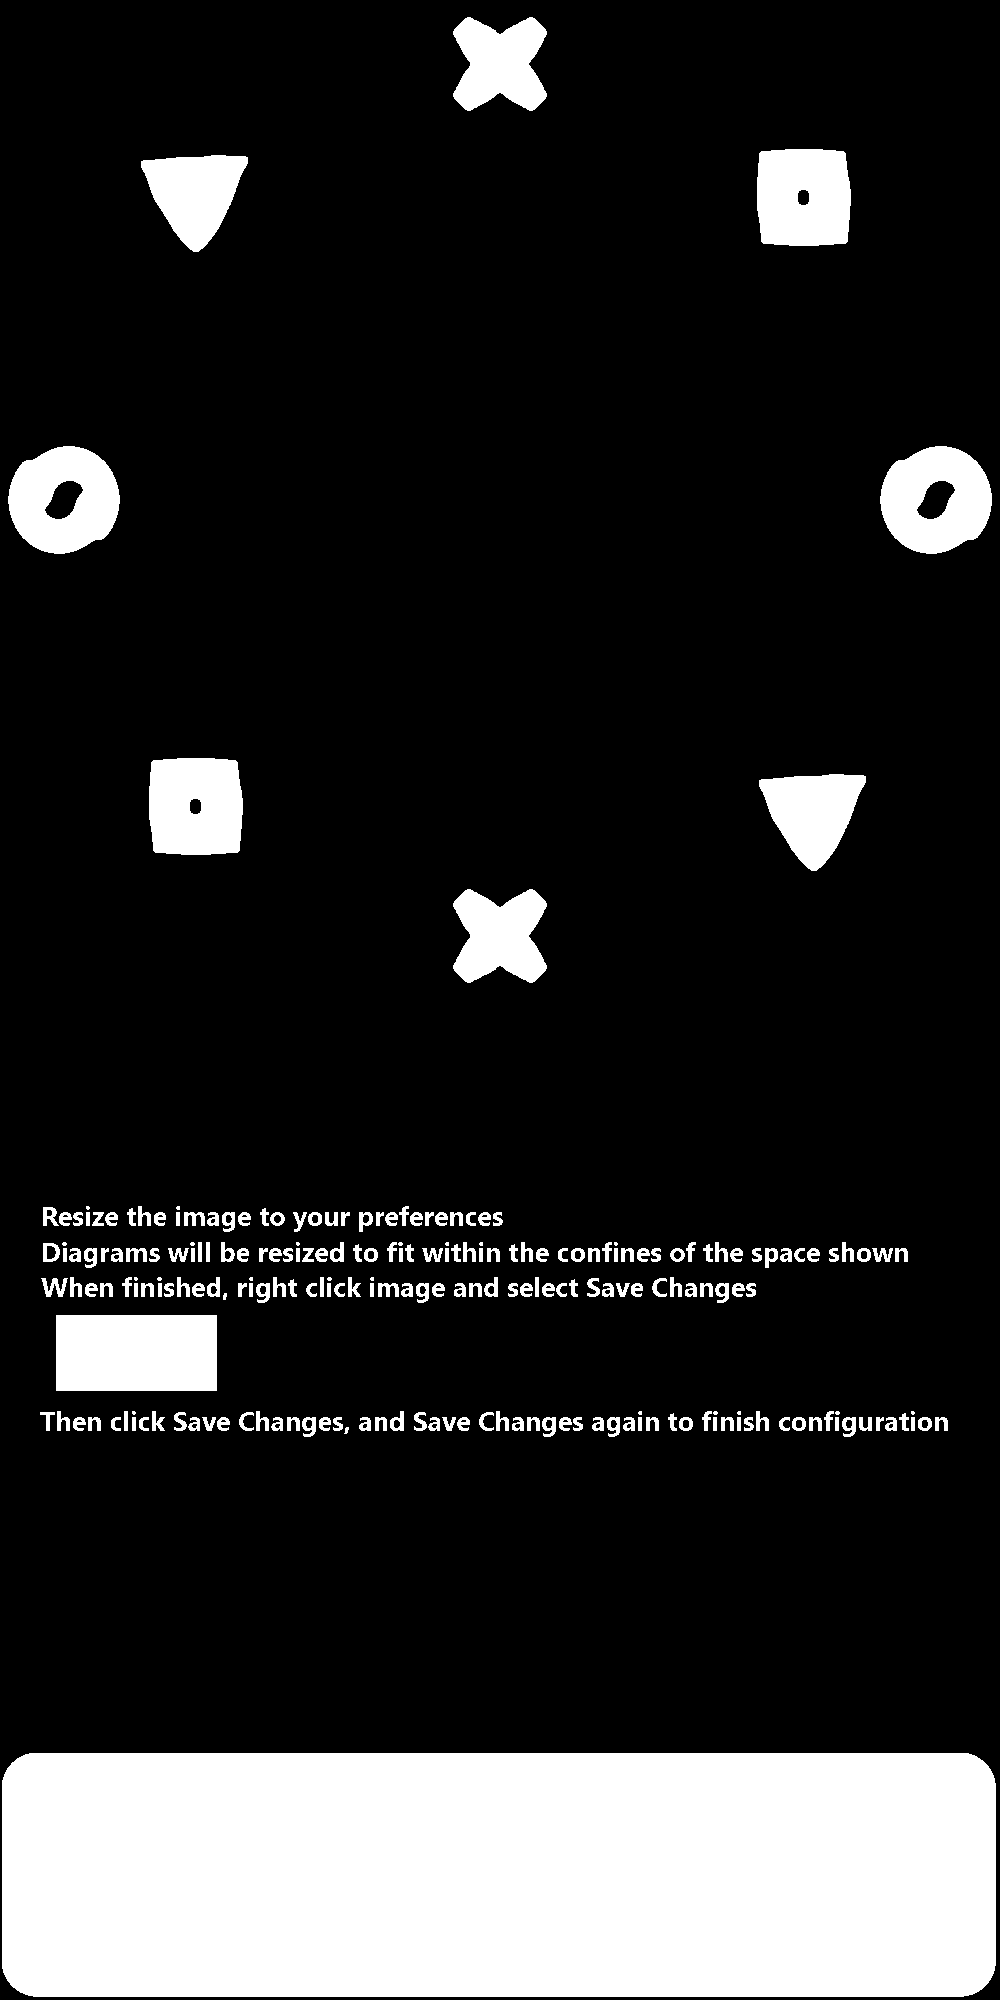 Resize the image to your preferences
Diagrams will be resized to fit within the confines of the space shown
When finished, right click image and select Save Changes
Then click Save Changes, and Save Changes again to finish configuration